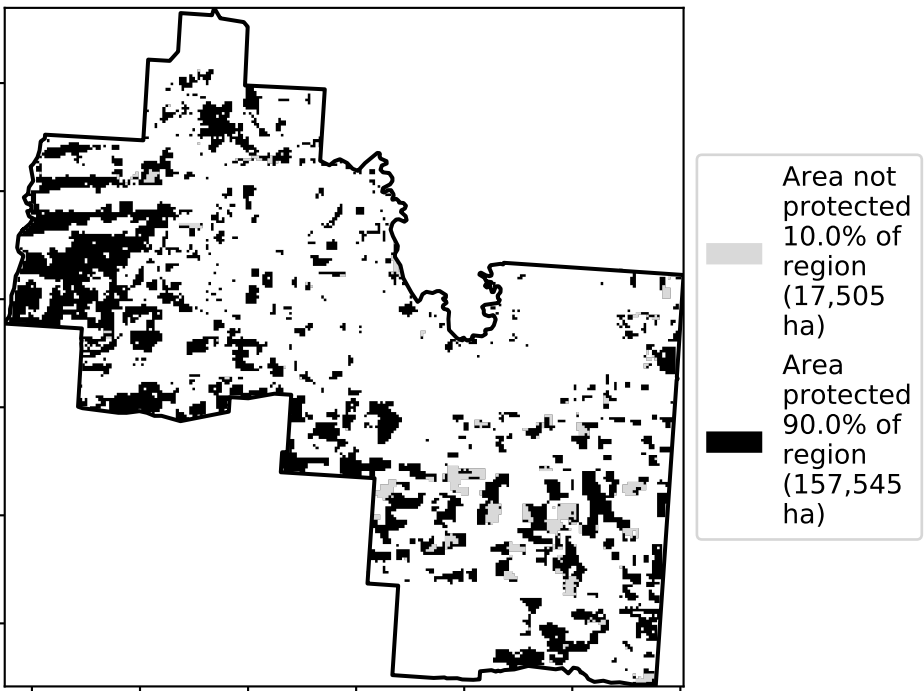 Area not
protected
10.0% of
region
(17,505
ha)
Area
protected
90.0% of
region
(157,545
ha)